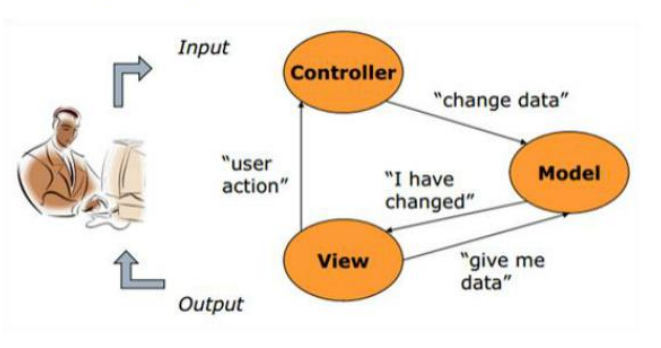 Input
Controller
"change data"
"user
action"
"I have
changed"
Model
View
"give me
data"
Output